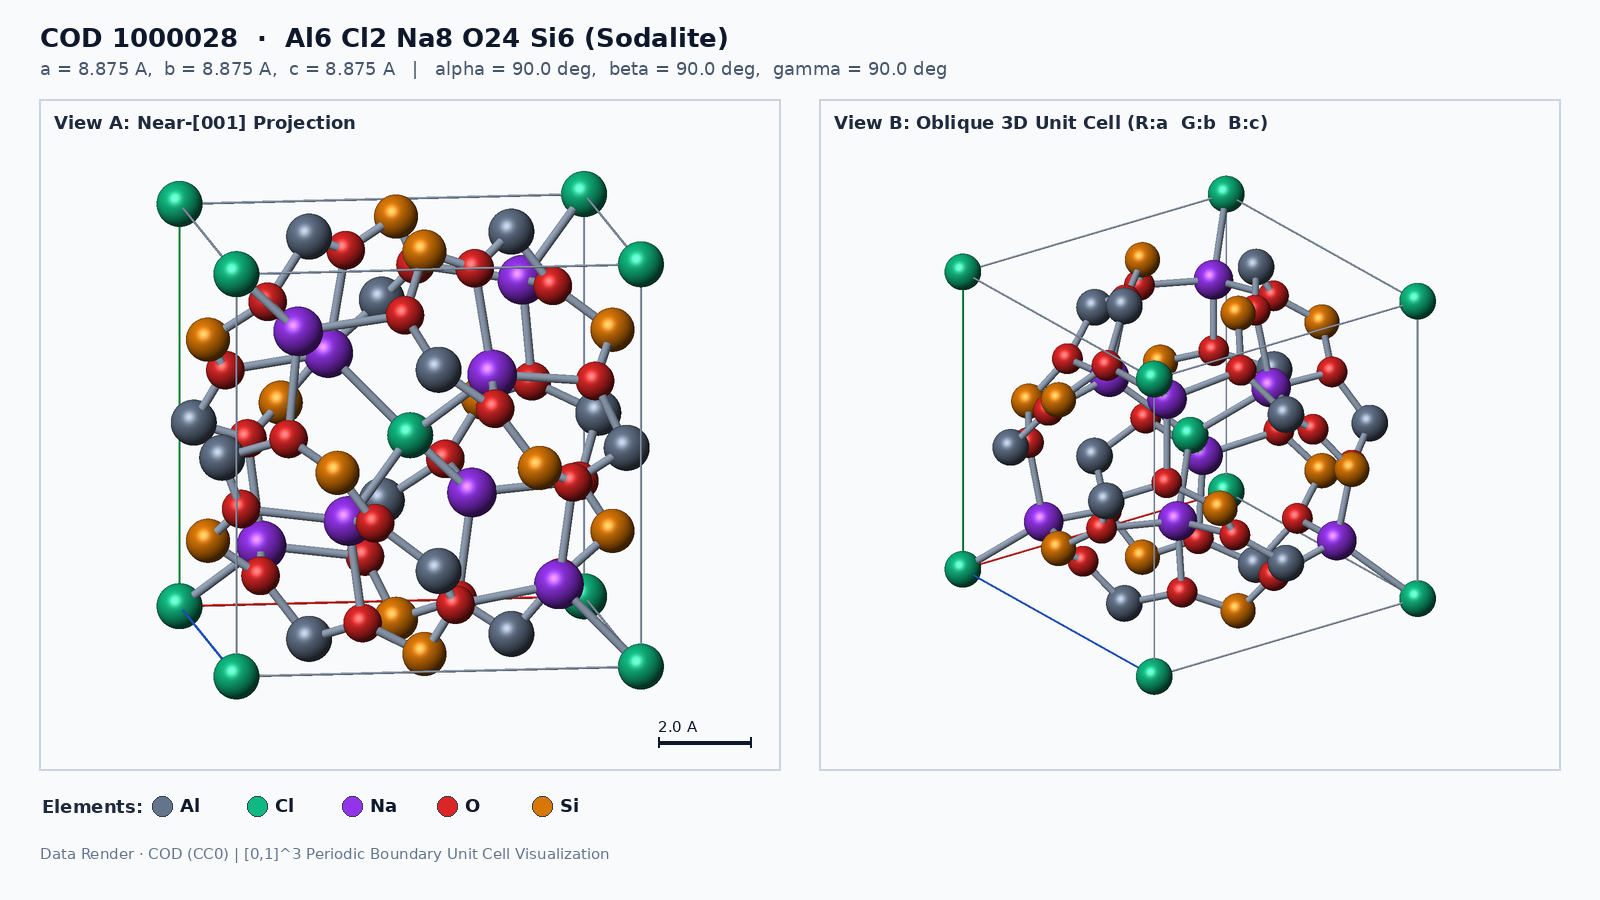 COD 1000028  ·  Al6 Cl2 Na8 O24 Si6 (Sodalite)
a = 8.875 A,  b = 8.875 A,  c = 8.875 A   |   alpha = 90.0 deg,  beta = 90.0 deg,  gamma = 90.0 deg
View A: Near-[001] Projection
View B: Oblique 3D Unit Cell (R:a  G:b  B:c)
2.0 A
Elements: Al Cl Na O Si
Data Render · COD (CC0) | [0,1]^3 Periodic Boundary Unit Cell Visualization